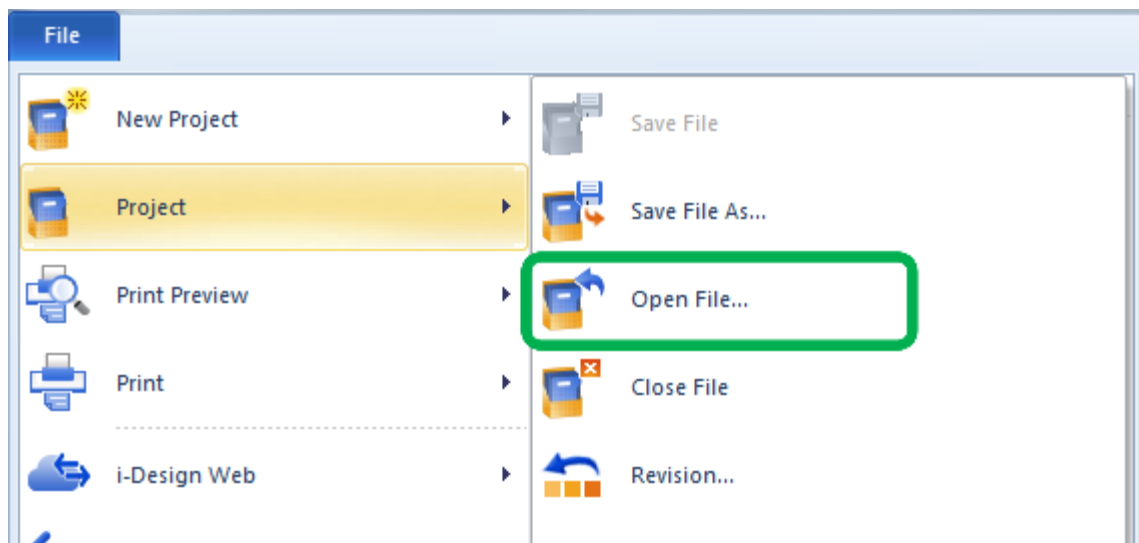 File
New Project
Project
Print Preview
Print
i-Design Web
Save File
Save File As...
Open File...
Close File
Revision...